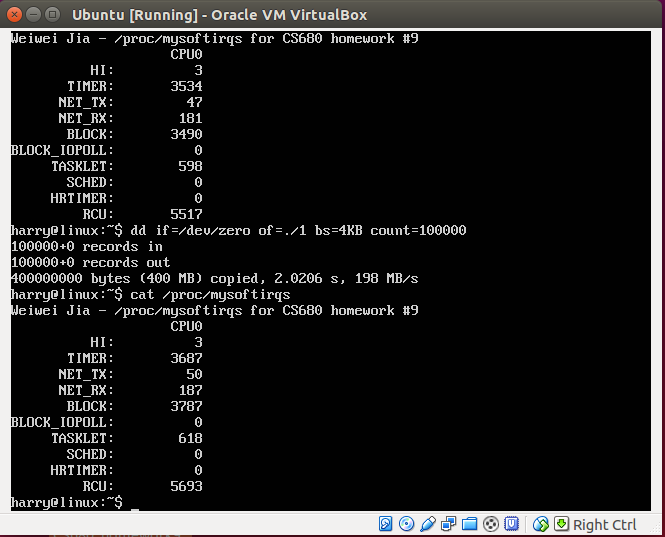 Ubuntu [Running] - Oracle VM VirtualBox
Weiwei Jia - /proc/mysoftirqs for CS680 homework #9
CPU0
HI: 3
TIMER: 3534
NET_TX: 47
NET_RX: 181
BLOCK: 3490
BLOCK_IOPOLL: 0
TASKLET: 598
SCHED: 0
HRTIMER: 0
RCU: 5517
harry@linux:~$ dd if=/dev/zero of=./1 bs=4KB count=100000
100000+0 records in
100000+0 records out
400000000 bytes (400 MB) copied, 2.0206 s, 198 MB/s
harry@linux:~$ cat /proc/mysoftirqs
Weiwei Jia - /proc/mysoftirqs for CS680 homework #9
CPU0
HI: 3
TIMER: 3687
NET_TX: 50
NET_RX: 187
BLOCK: 3787
BLOCK_IOPOLL: 0
TASKLET: 618
SCHED: 0
HRTIMER: 0
RCU: 5693
harry@linux:~$ _
Right Ctrl